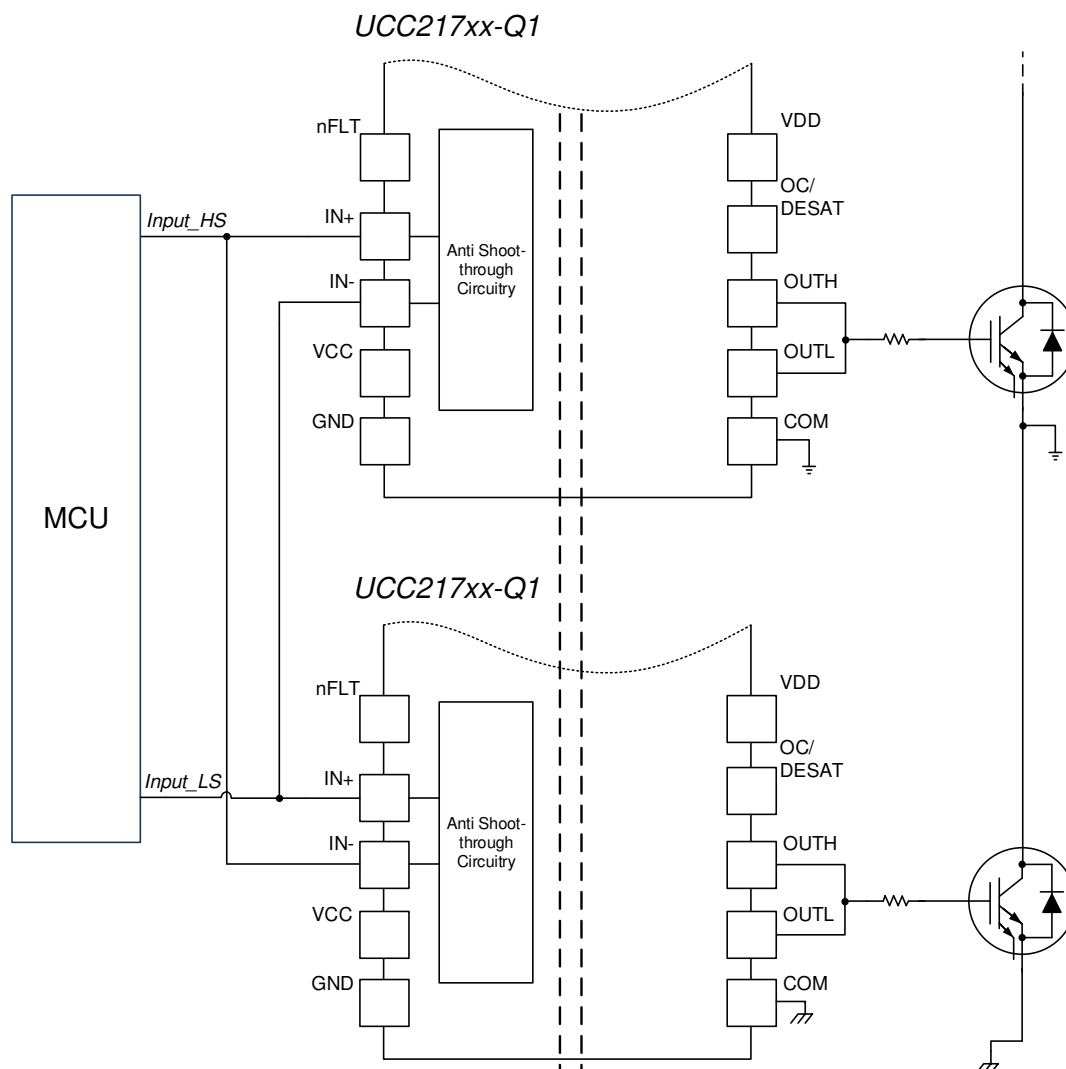 UCC217xx-Q1
nFLT
VDD
OC/
DESAT
Input_HS
IN+
IN-
Anti Shoot-
through
Circuitry
OUTH
VCC
OUTL
GND
COM
MCU
UCC217xx-Q1
nFLT
VDD
OC/
DESAT
Input_LS
IN+
IN-
Anti Shoot-
through
Circuitry
OUTH
VCC
OUTL
GND
COM